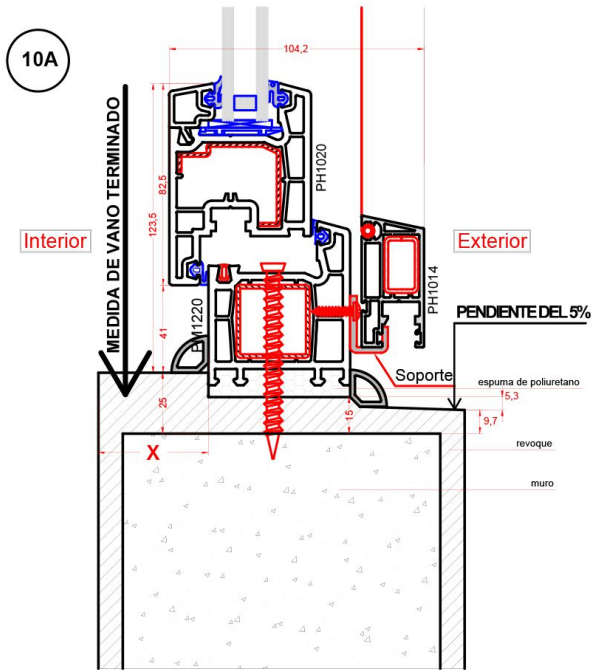 10A
104,2
MEDIDA DE VANO TERMINADO
123,5
82,5
PH1020
Interior
Exterior
PH1014
41
PENDIENTE DEL 5%
Soporte
espuma de poliuretano
5,3
25
15
9,7
X
revoque
muro